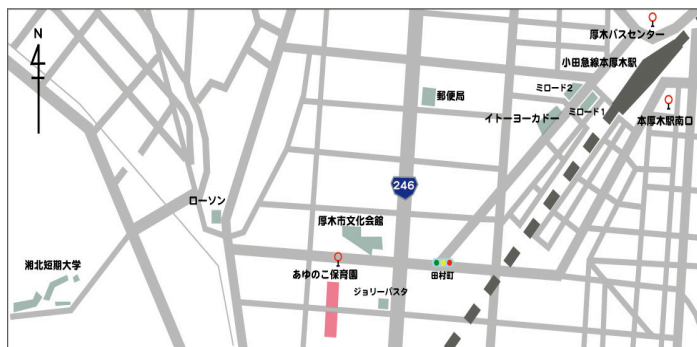 厚木バスセンター
N
小田急線本厚木駅
ミロード2
郵便局
ミロード1
本厚木駅南口
イトーヨーカドー
246
ローソン
厚木市文化会館
湘北短期大学
あゆのこ保育園
田村町
ジョリーパスタ